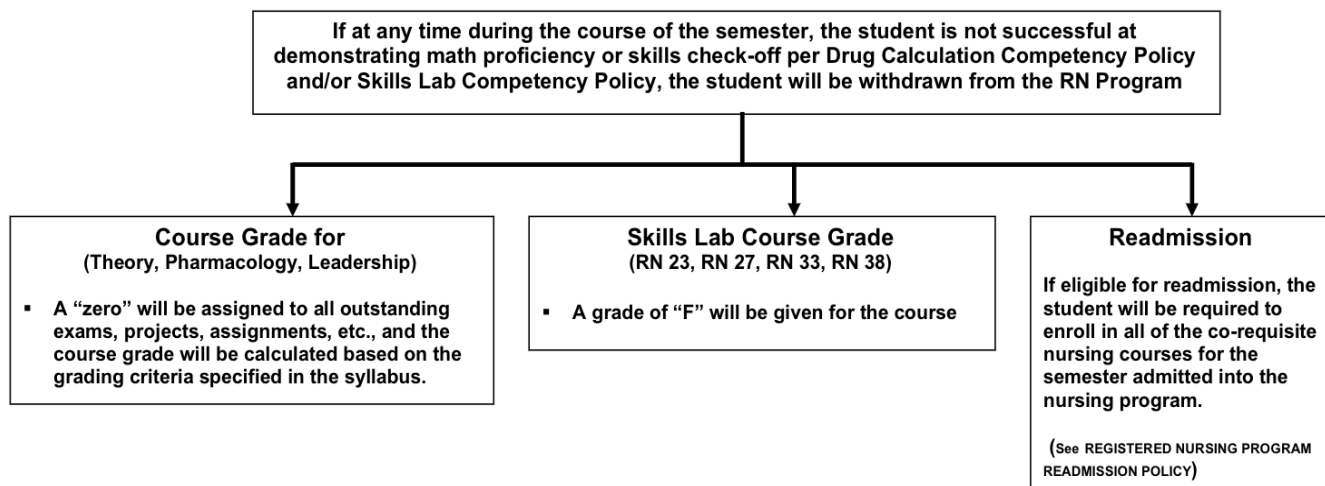 If at any time during the course of the semester, the student is not successful at
demonstrating math proficiency or skills check-off per Drug Calculation Competency Policy
and/or Skills Lab Competency Policy, the student will be withdrawn from the RN Program
Course Grade for
(Theory, Pharmacology, Leadership)
▪ A “zero” will be assigned to all outstanding
exams, projects, assignments, etc., and the
course grade will be calculated based on the
grading criteria specified in the syllabus.
Skills Lab Course Grade
(RN 23, RN 27, RN 33, RN 38)
▪ A grade of “F” will be given for the course
Readmission
If eligible for readmission, the
student will be required to
enroll in all of the co-requisite
nursing courses for the
semester admitted into the
nursing program.
(See REGISTERED NURSING PROGRAM
READMISSION POLICY)